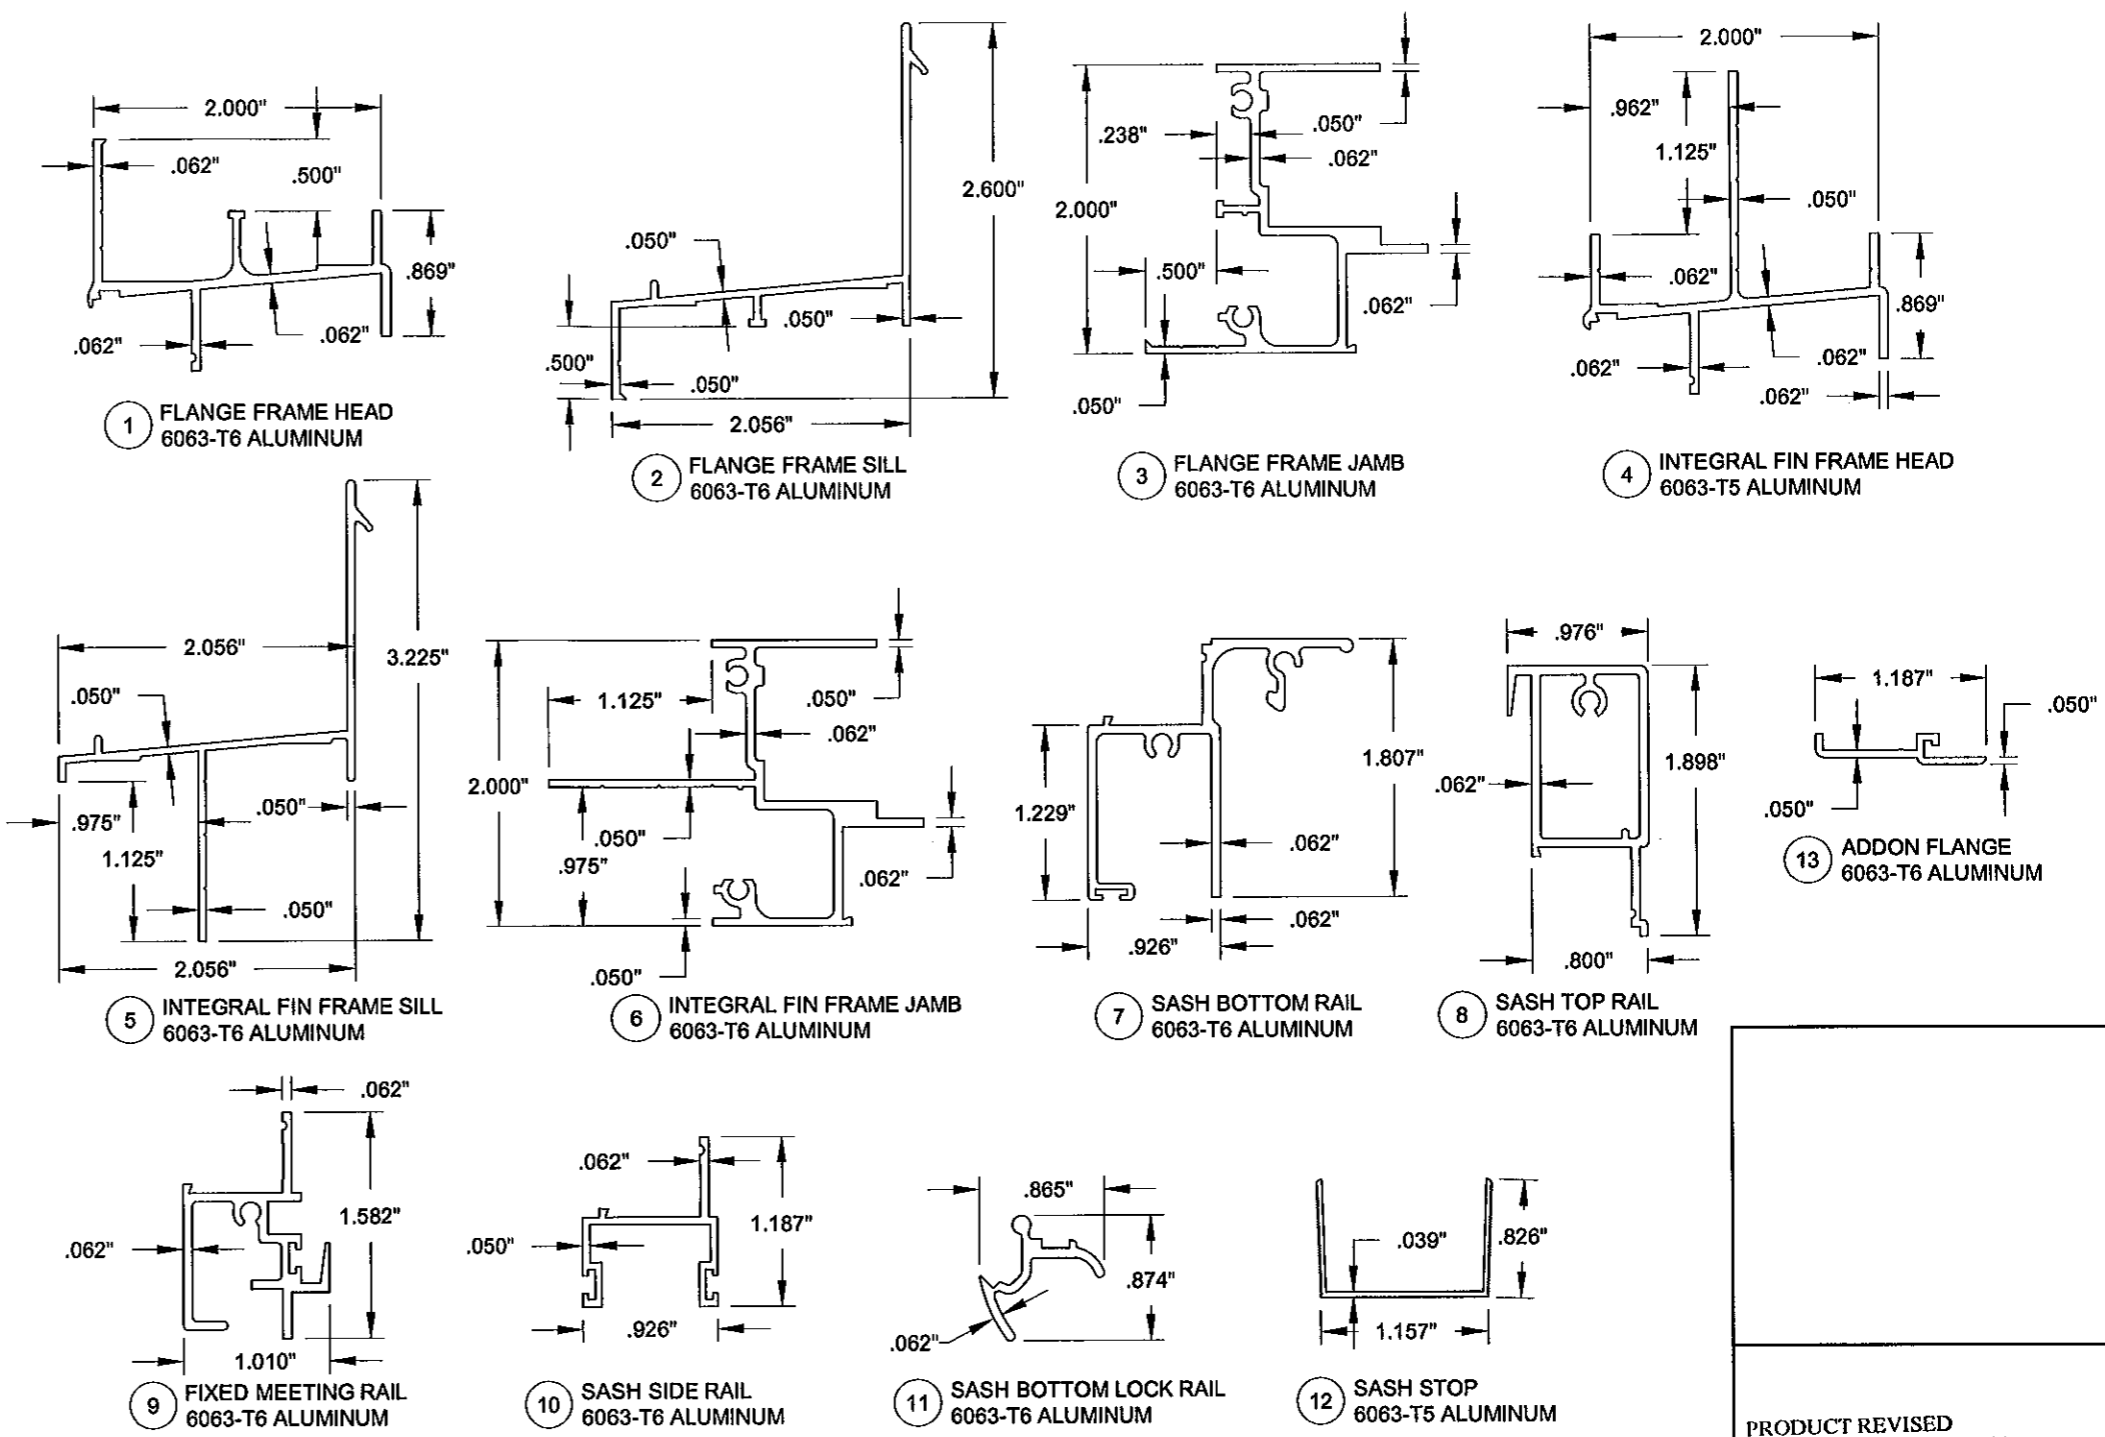 2.000"
.062"
.500"
.869"
.062"
.062"
1 FLANGE FRAME HEAD
6063-T6 ALUMINUM
2.600"
.050"
.050"
.500"
.050"
2.056"
2 FLANGE FRAME SILL
6063-T6 ALUMINUM
.238"
.050"
.062"
2.000"
.500"
.062"
.050"
3 FLANGE FRAME JAMB
6063-T6 ALUMINUM
2.000"
.962"
1.125"
.050"
.062"
.869"
.062"
.062"
.062"
4 INTEGRAL FIN FRAME HEAD
6063-T5 ALUMINUM
2.056"
3.225"
.050"
.050"
.975"
1.125"
.050"
2.056"
5 INTEGRAL FIN FRAME SILL
6063-T6 ALUMINUM
1.125"
.050"
.062"
2.000"
.050"
.975"
.062"
.050"
6 INTEGRAL FIN FRAME JAMB
6063-T6 ALUMINUM
1.807"
1.229"
.062"
.062"
.926"
7 SASH BOTTOM RAIL
6063-T6 ALUMINUM
.976"
1.898"
.062"
.800"
8 SASH TOP RAIL
6063-T6 ALUMINUM
1.187"
.050"
.050"
13 ADDON FLANGE
6063-T6 ALUMINUM
.062"
1.582"
.062"
1.010"
9 FIXED MEETING RAIL
6063-T6 ALUMINUM
.062"
1.187"
.050"
.926"
10 SASH SIDE RAIL
6063-T6 ALUMINUM
.865"
.874"
.062"
11 SASH BOTTOM LOCK RAIL
6063-T6 ALUMINUM
.039"
.826"
1.157"
12 SASH STOP
6063-T5 ALUMINUM
PRODUCT REVISED